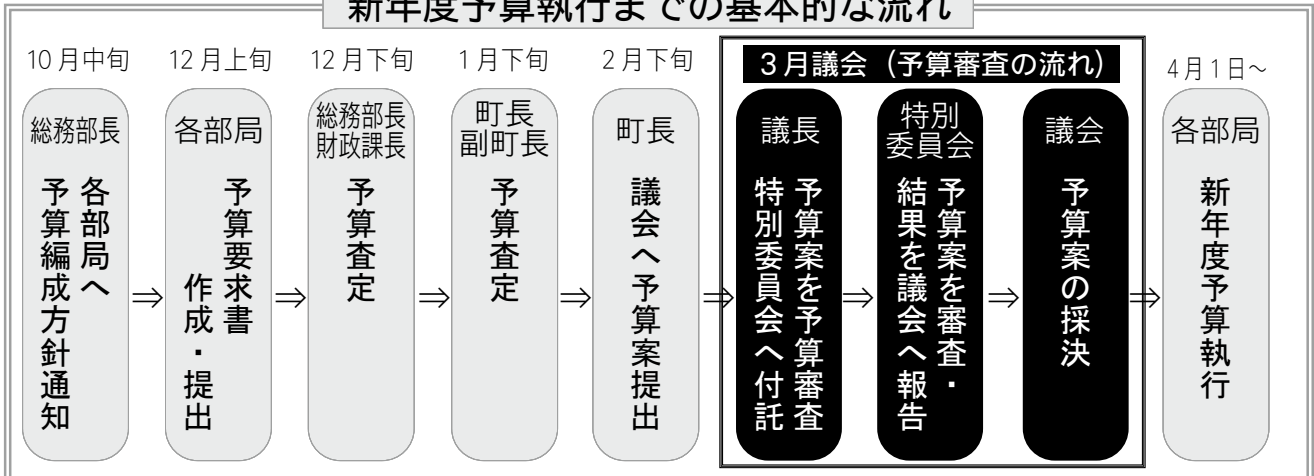 新年度予算執行までの基本的な流れ
10月中旬
総務部長
各部局へ
予算編成方針通知
⇒
12月上旬
各部局
予算要求書
作成・提出
⇒
12月下旬
総務部長
財政課長
予算査定
⇒
1月下旬
町長
副町長
予算査定
⇒
2月下旬
町長
議会へ予算案提出
⇒
3月議会(予算審査の流れ)
議長
予算案を予算審査
特別委員会へ付託
⇒
特別
委員会
予算案を審査・
結果を議会へ報告
⇒
議会
予算案の採決
⇒
4月1日~
各部局
新年度予算執行